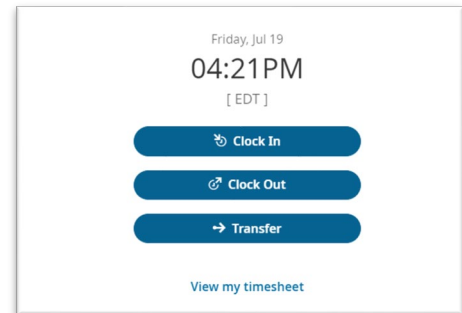 Friday, Jul 19
04:21PM
[ EDT ]
Clock In
Clock Out
Transfer
View my timesheet